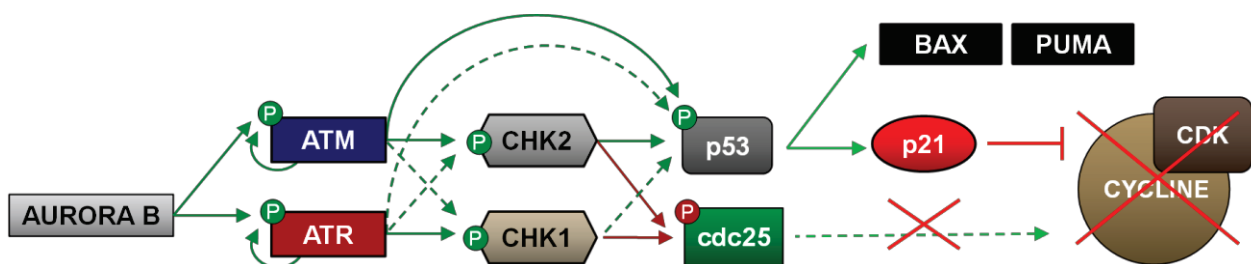 BAX PUMA
P
ATM
P
CHK2
P
p53
p21
CDK
CYCLINE
AURORA B
P
ATR
P
CHK1
P
cdc25